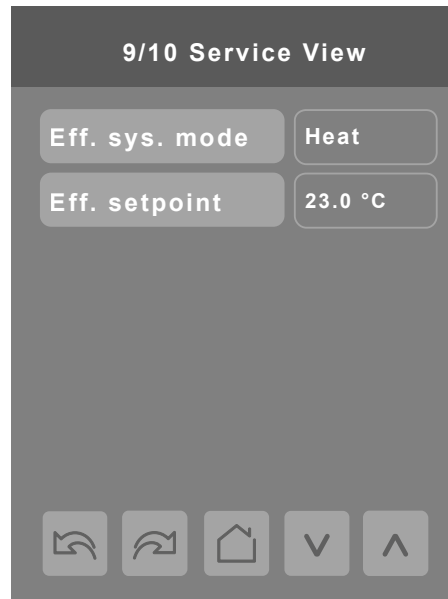 9/10 Service View
Eff. sys. mode Heat
Eff. setpoint 23.0 °C